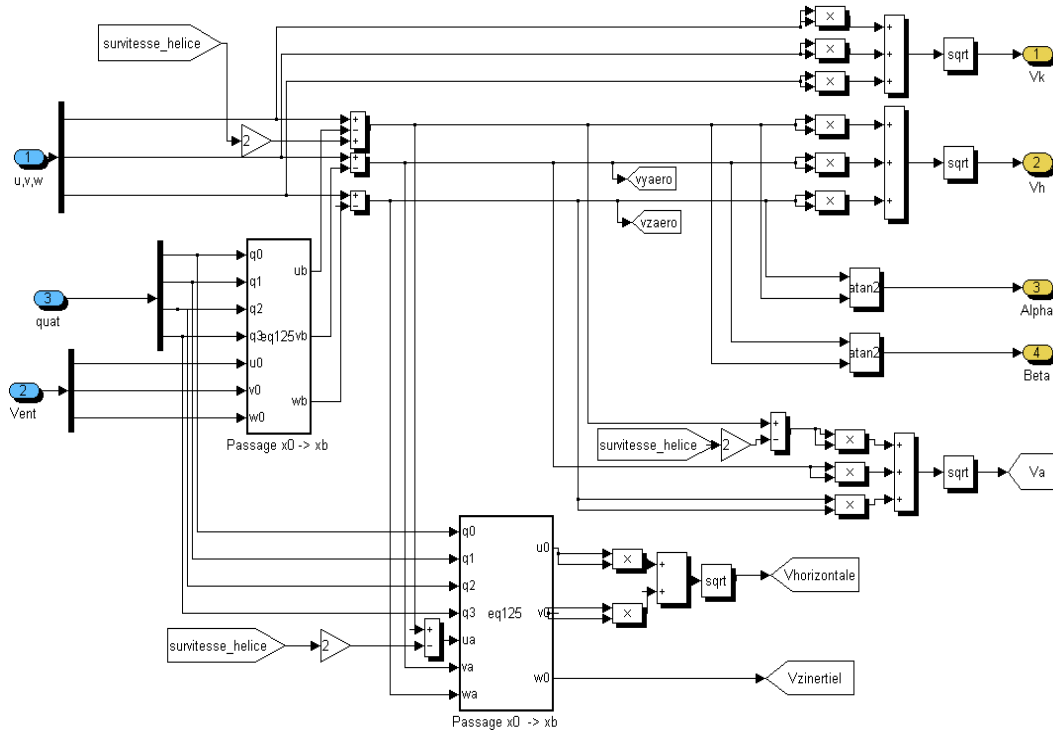 survitesse_helice
2
1
u,v,w
×
×
×
+
+
+
sqrt
1
Vk
+
−
+
+
−
+
−
×
×
×
+
+
+
sqrt
2
Vh
vyaero
vzaero
3
quat
2
Vent
q0
q1
q2
q3
u0
v0
w0
eq125
ub
vb
wb
Passage x0 -> xb
atan2
3
Alpha
atan2
4
Beta
survitesse_helice
2
+
−
×
×
×
+
+
+
sqrt
Va
q0
q1
q2
q3
ua
va
wa
eq125
u0
v0
w0
Passage x0 -> xb
survitesse_helice
2
+
−
×
×
+
+
sqrt
Vhorizontale
Vzinertiel